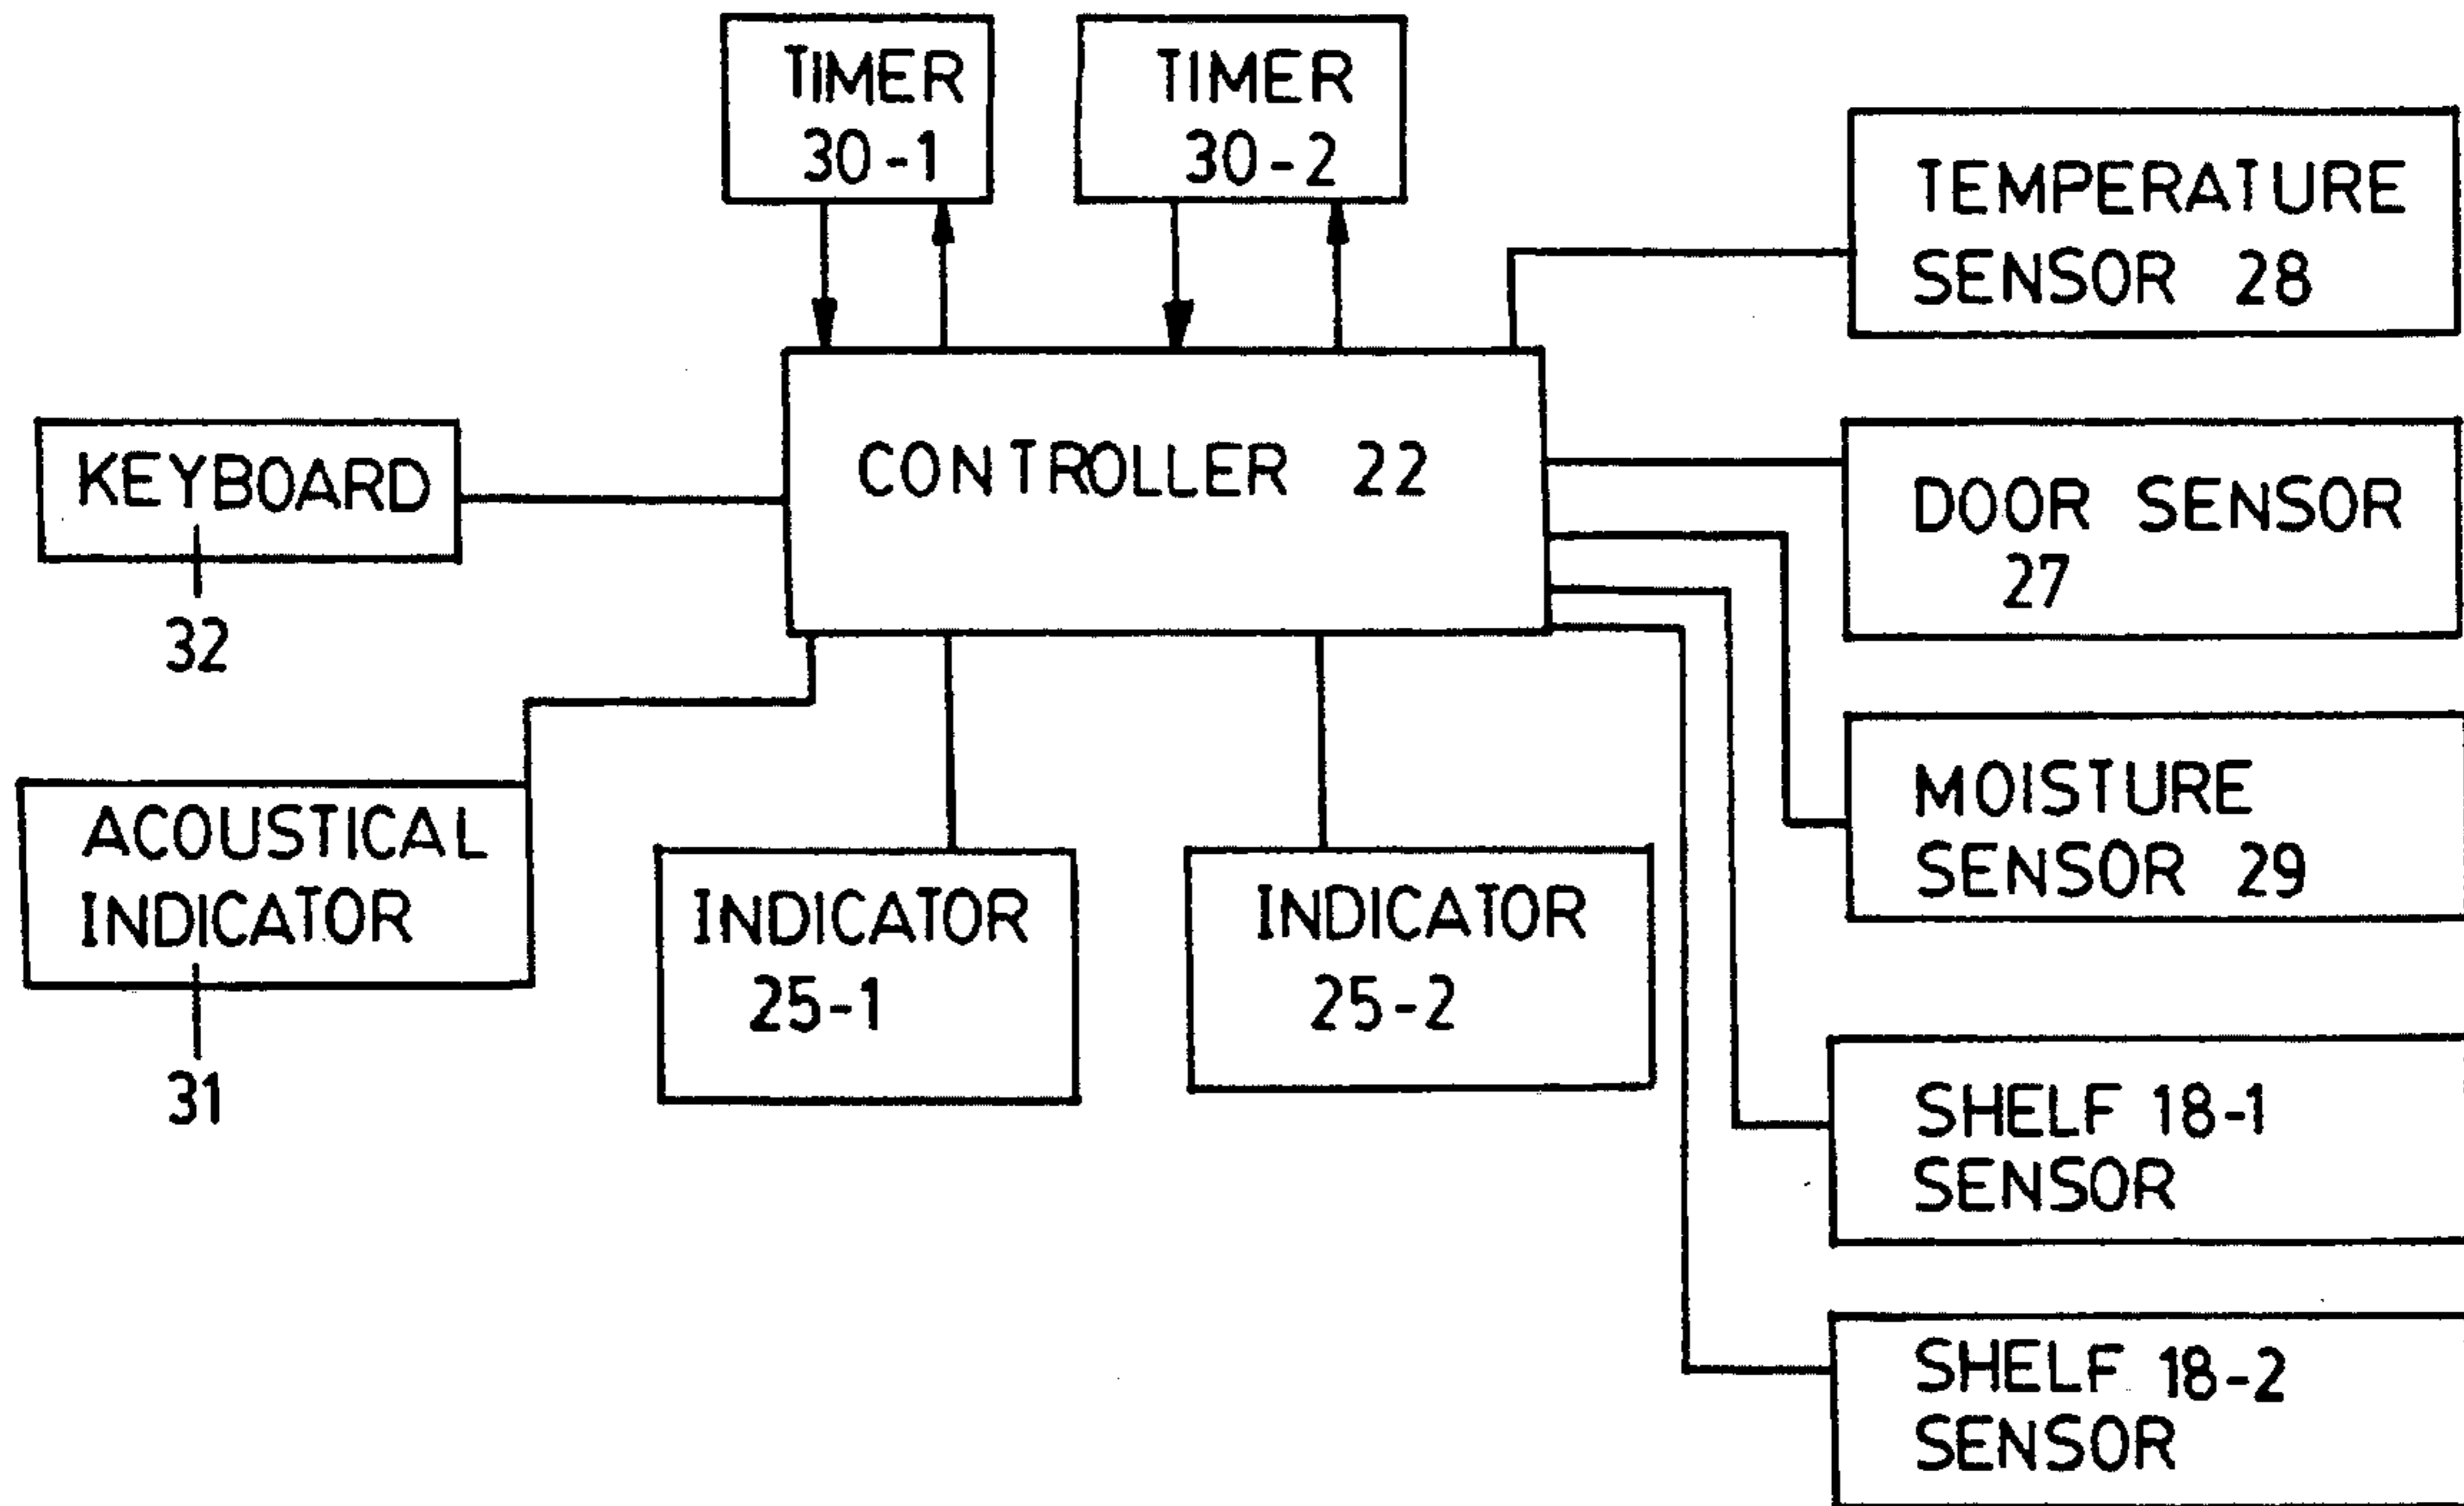 TIMER
30-1
TIMER
30-2
TEMPERATURE
SENSOR 28
CONTROLLER 22
KEYBOARD
32
DOOR SENSOR
27
MOISTURE
SENSOR 29
ACOUSTICAL
INDICATOR
31
INDICATOR
25-1
INDICATOR
25-2
SHELF 18-1
SENSOR
SHELF 18-2
SENSOR